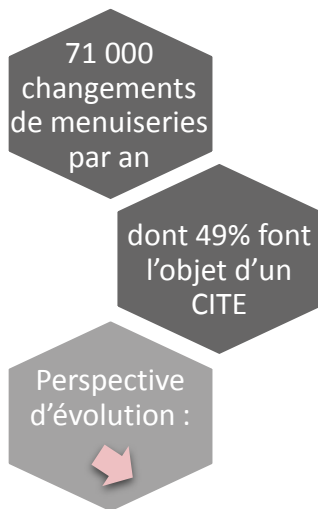 71 000
changements
de menuiseries
par an
dont 49% font
l’objet d’un
CITE
Perspective
d’évolution :